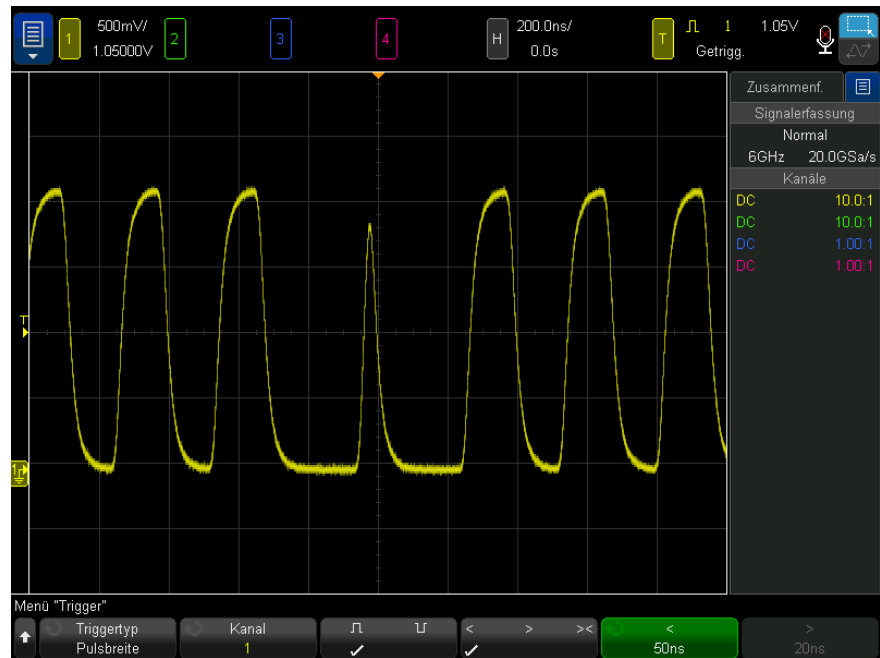 1 500mV/ 2 3 4 H 200.0ns/ T 1 1.05V
1.05000V 0.0s Getrigg.
Zusammenf.
Signalerfassung
Normal
6GHz 20.0GSa/s
Kanäle
DC 10.0:1
DC 10.0:1
DC 1.00:1
DC 1.00:1
T
1
Menü "Trigger"
Triggertyp Kanal < > >< < >
Pulsbreite 1 50ns 20ns